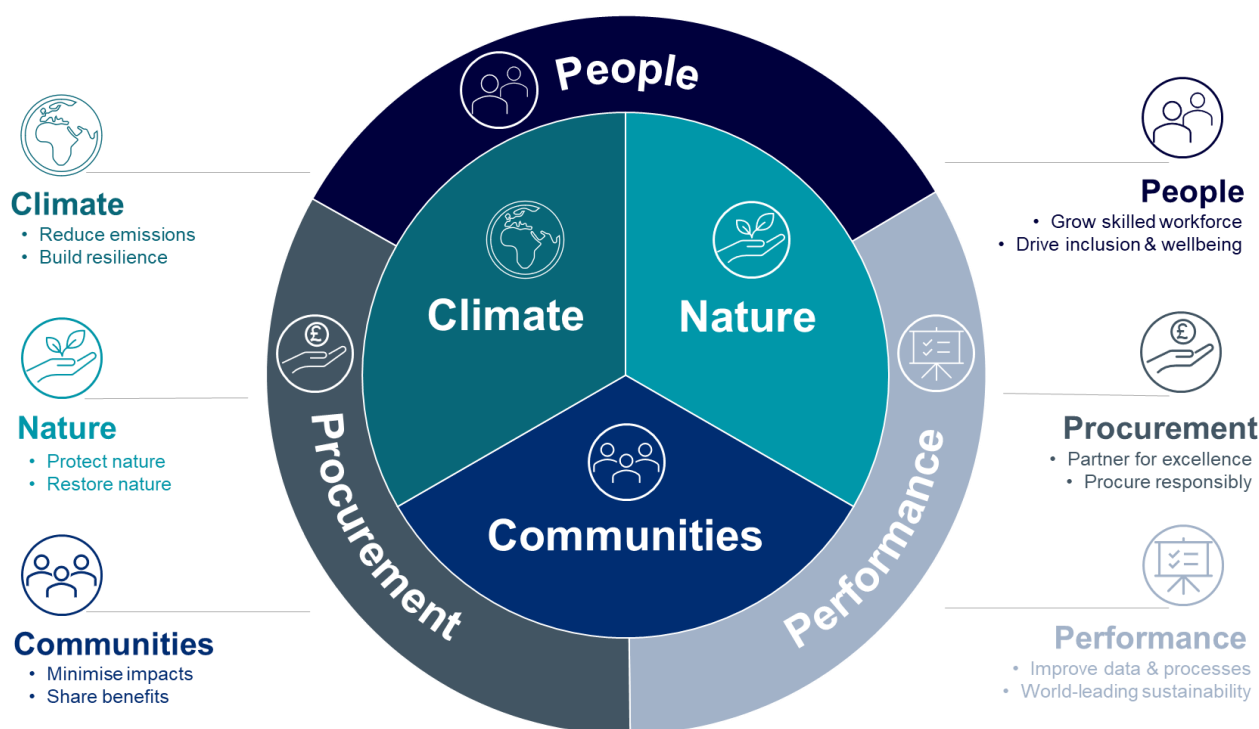 People
Climate
Nature
Communities
Procurement
Performance
£
Climate
• Reduce emissions
• Build resilience
Nature
• Protect nature
• Restore nature
Communities
• Minimise impacts
• Share benefits
People
• Grow skilled workforce
• Drive inclusion & wellbeing
£
Procurement
• Partner for excellence
• Procure responsibly
Performance
• Improve data & processes
• World-leading sustainability